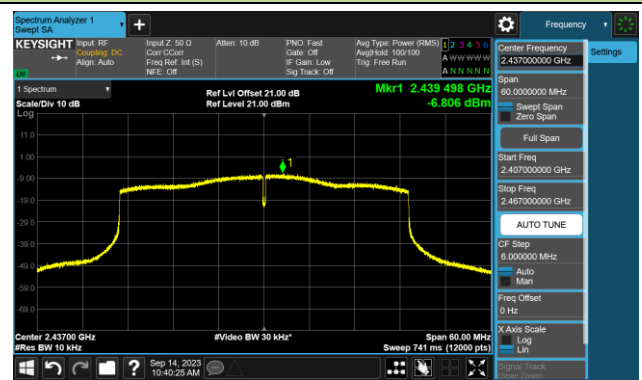 Spectrum Analyzer 1
Swept SA
Frequency
KEYSIGHT
Input: RF
Coupling: DC
Align: Auto
Input Z: 50 Ω
Corr CCorr
Freq Ref: Int (S)
NFE: Off
Atten: 10 dB
PNO: Fast
Gate: Off
IF Gain: Low
Sig Track: Off
Avg Type: Power (RMS)
Avg|Hold: 100/100
Trig: Free Run
1 2 3 4 5 6
A W W W W W
A N N N N N
LXI
1 Spectrum
Scale/Div 10 dB
Log
Ref Lvl Offset 21.00 dB
Ref Level 21.00 dBm
Mkr1 2.439 498 GHz
-6.806 dBm
11.0
1.00
-9.00
-19.0
-29.0
-39.0
-49.0
-59.0
-69.0
1
Center 2.43700 GHz
#Res BW 10 kHz
#Video BW 30 kHz*
Span 60.00 MHz
Sweep 741 ms (12000 pts)
Sep 14, 2023
10:40:25 AM
Center Frequency
2.437000000 GHz
Settings
Span
60.0000000 MHz
Swept Span
Zero Span
Full Span
Start Freq
2.407000000 GHz
Stop Freq
2.467000000 GHz
AUTO TUNE
CF Step
6.000000 MHz
Auto
Man
Freq Offset
0 Hz
X Axis Scale
Log
Lin
Signal Track
(Span Zoom)